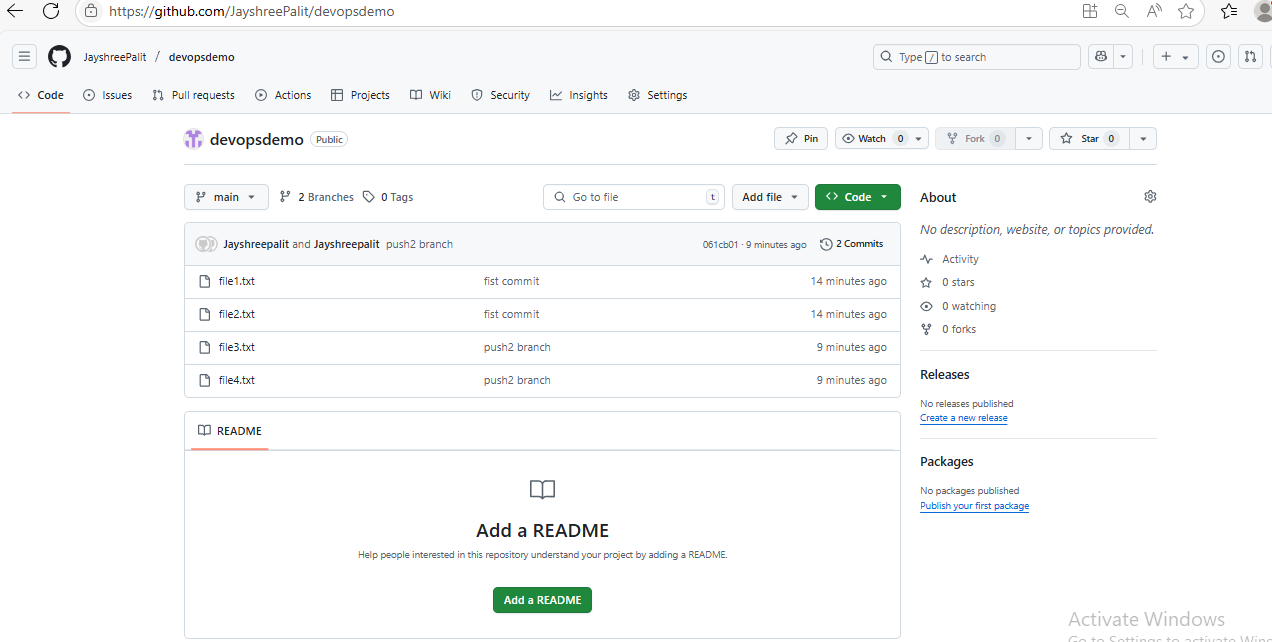 https://github.com/JayshreePalit/devopsdemo
JayshreePalit / devopsdemo
Type / to search
Code Issues Pull requests Actions Projects Wiki Security Insights Settings
devopsdemo Public
Pin Watch 0 Fork 0 Star 0
main 2 Branches 0 Tags Go to file t Add file Code
Jayshreepalit and Jayshreepalit push2 branch 061cb01 · 9 minutes ago 2 Commits
file1.txt fist commit 14 minutes ago
file2.txt fist commit 14 minutes ago
file3.txt push2 branch 9 minutes ago
file4.txt push2 branch 9 minutes ago
README
Add a README
Help people interested in this repository understand your project by adding a README.
Add a README
About
No description, website, or topics provided.
Activity
0 stars
0 watching
0 forks
Releases
No releases published
Create a new release
Packages
No packages published
Publish your first package
Activate Windows
Go to Settings to activate Wind